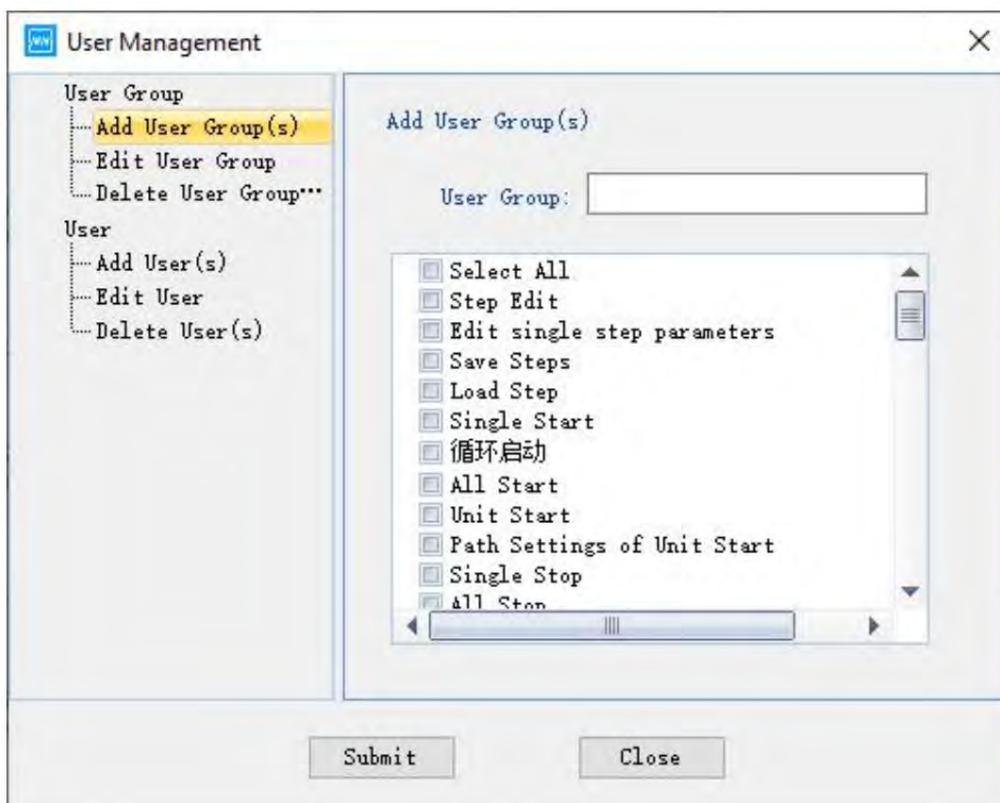 User Management
User Group
Add User Group(s)
Edit User Group
Delete User Group···
User
Add User(s)
Edit User
Delete User(s)
Add User Group(s)
User Group:
Select All
Step Edit
Edit single step parameters
Save Steps
Load Step
Single Start
循环启动
All Start
Unit Start
Path Settings of Unit Start
Single Stop
All Stop
Submit
Close